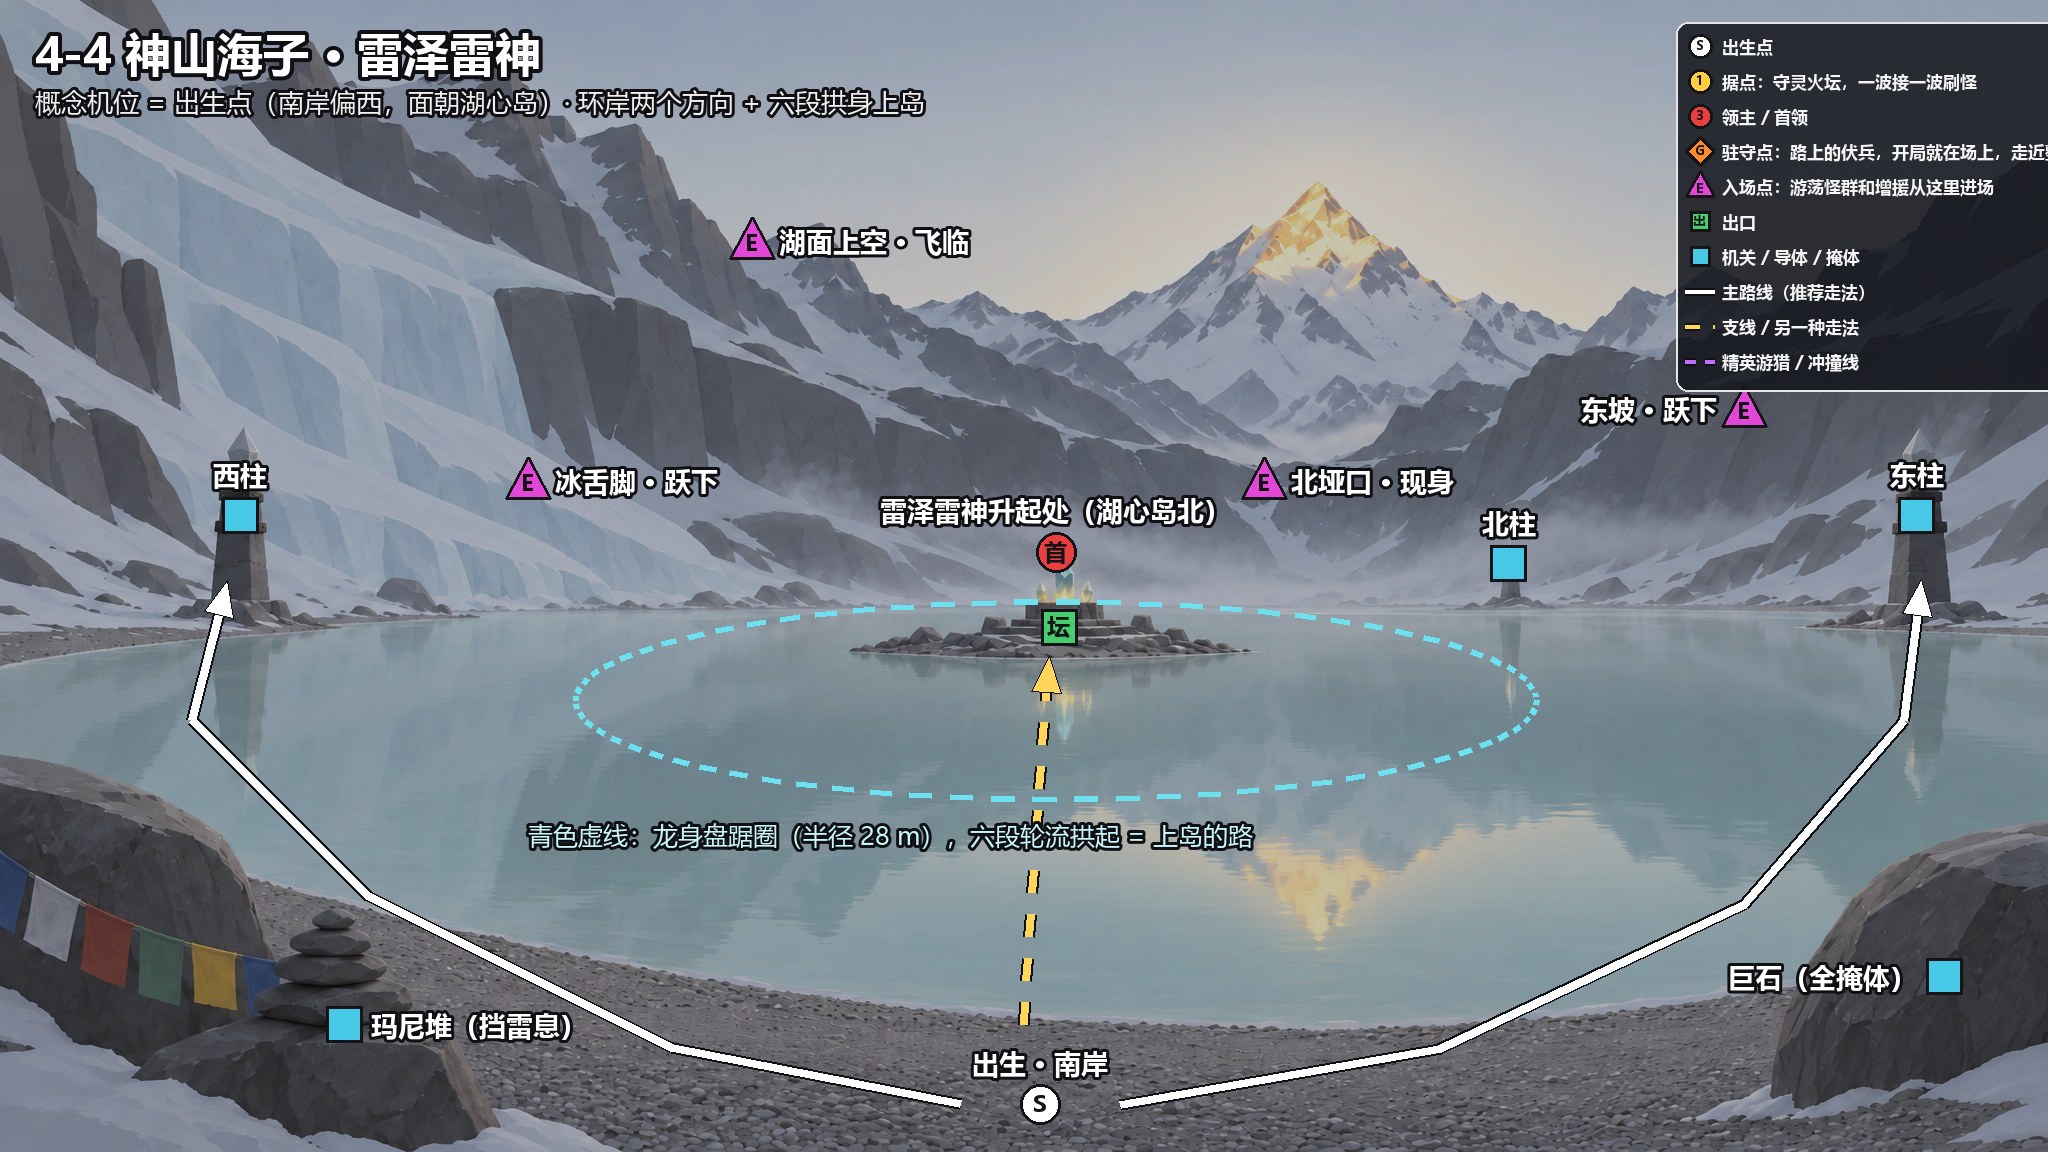 4-4 神山海子·雷泽雷神
概念机位 = 出生点（南岸偏西，面朝湖心岛）· 环岸两个方向 + 六段拱身上岛
S 出生点
1 据点：守灵火坛，一波接一波刷怪
3 领主 / 首领
G 驻守点：路上的伏兵，开局就在场上，走近
E 入场点：游荡怪群和增援从这里进场
出 出口
机关 / 导体 / 掩体
主路线（推荐走法）
支线 / 另一种走法
精英游猎 / 冲撞线
E 湖面上空·飞临
东坡·跃下 E
西柱
E 冰舌脚·跃下
E 北垭口·现身
东柱
雷泽雷神升起处（湖心岛北）
首
北柱
坛
青色虚线：龙身盘踞圈（半径 28 m），六段轮流拱起 = 上岛的路
巨石（全掩体）
玛尼堆（挡雷息）
出生·南岸
S